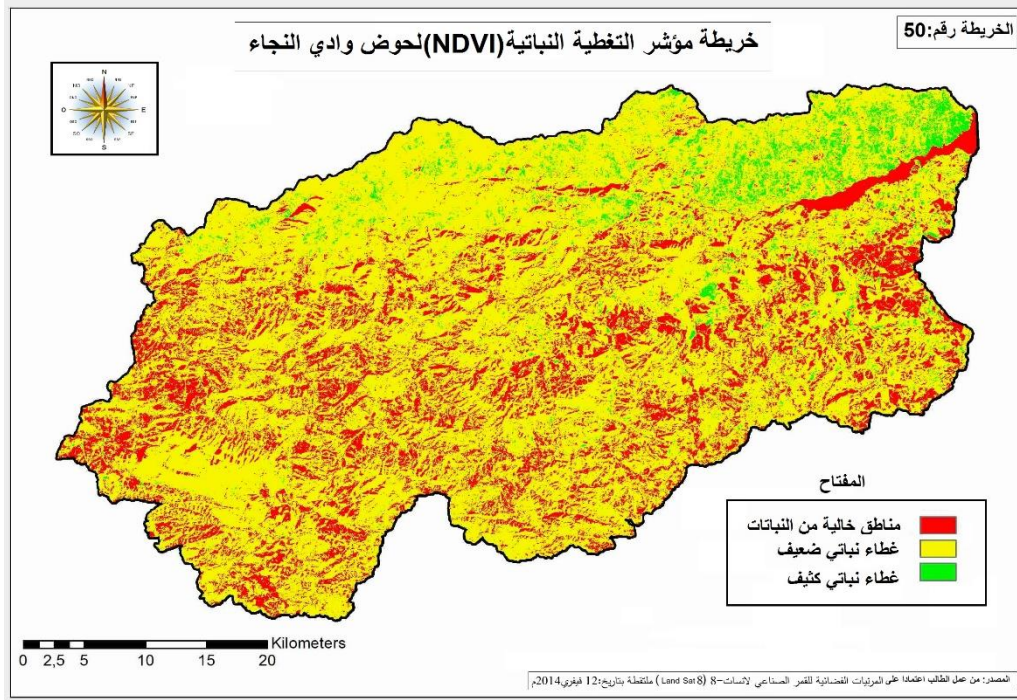 الخريطة رقم:50
خريطة مؤشر التغطية النباتية(NDVI)لحوض وادي النجاء
N
O
E
S
المفتاح
مناطق خالية من النباتات
غطاء نباتي ضعيف
غطاء نباتي كثيف
Kilometers
0 2,5 5 10 15 20
المصدر: من عمل الطالب اعتمادا على المرئيات الفضائية للقمر الصناعي لانسات-8 (Land Sat 8) ملتقطة بتاريخ:12 فيفري2014م